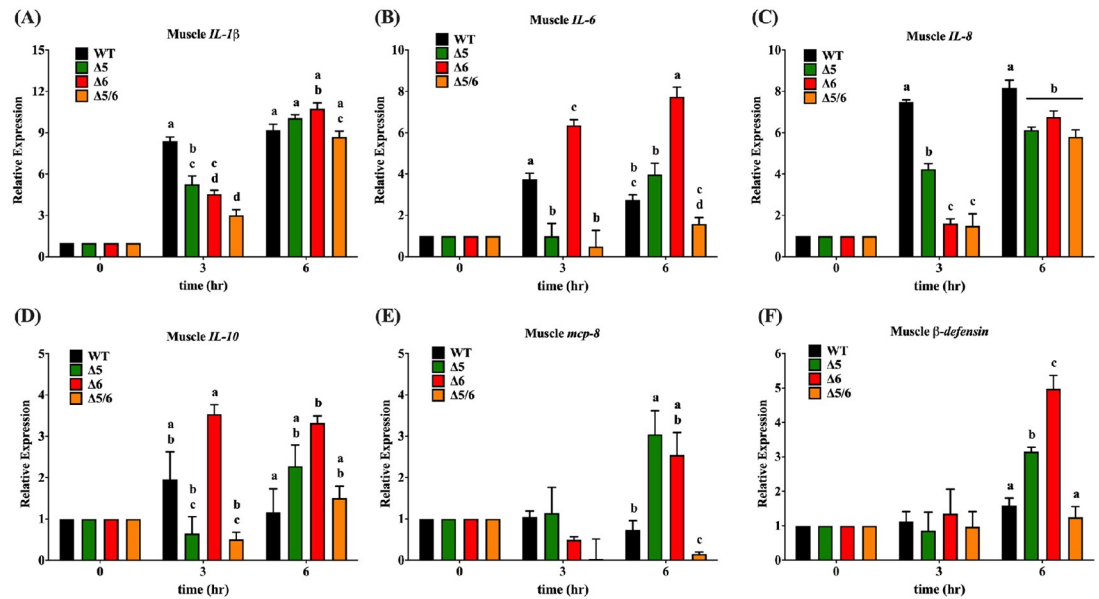 (A)
Muscle IL-1β
WT
Δ5
Δ6
Δ5/6
Relative Expression
15
12
9
6
3
0
a
b
c
c
d
d
a
a
a
b
a
c
0
3
6
time (hr)
(B)
Muscle IL-6
WT
Δ5
Δ6
Δ5/6
Relative Expression
10
8
6
4
2
0
a
b
c
b
b
c
b
a
c
d
0
3
6
time (hr)
(C)
Muscle IL-8
WT
Δ5
Δ6
Δ5/6
Relative Expression
10
8
6
4
2
0
a
b
c
c
a
b
0
3
6
time (hr)
(D)
Muscle IL-10
WT
Δ5
Δ6
Δ5/6
Relative Expression
5
4
3
2
1
0
a
b
b
c
a
b
c
a
a
b
b
a
b
0
3
6
time (hr)
(E)
Muscle mcp-8
WT
Δ5
Δ6
Δ5/6
Relative Expression
5
4
3
2
1
0
b
c
a
a
b
c
0
3
6
time (hr)
(F)
Muscle β-defensin
WT
Δ5
Δ6
Δ5/6
Relative Expression
6
5
4
3
2
1
0
a
b
c
a
0
3
6
time (hr)